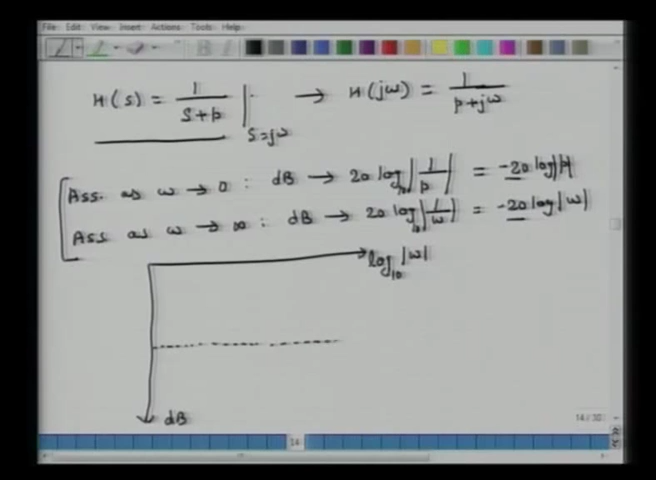 File Edit View Insert Actions Tools Help
H(s) = 1/(s+p) |s=jω → H(jω) = 1/(p+jω)
Ass. as ω → 0 : dB → 20 log₁₀|1/p| = -20 log|p|
Ass as ω → ∞ : dB → 20 log₁₀|1/ω| = -20 log|ω|
log₁₀|ω|
dB
14